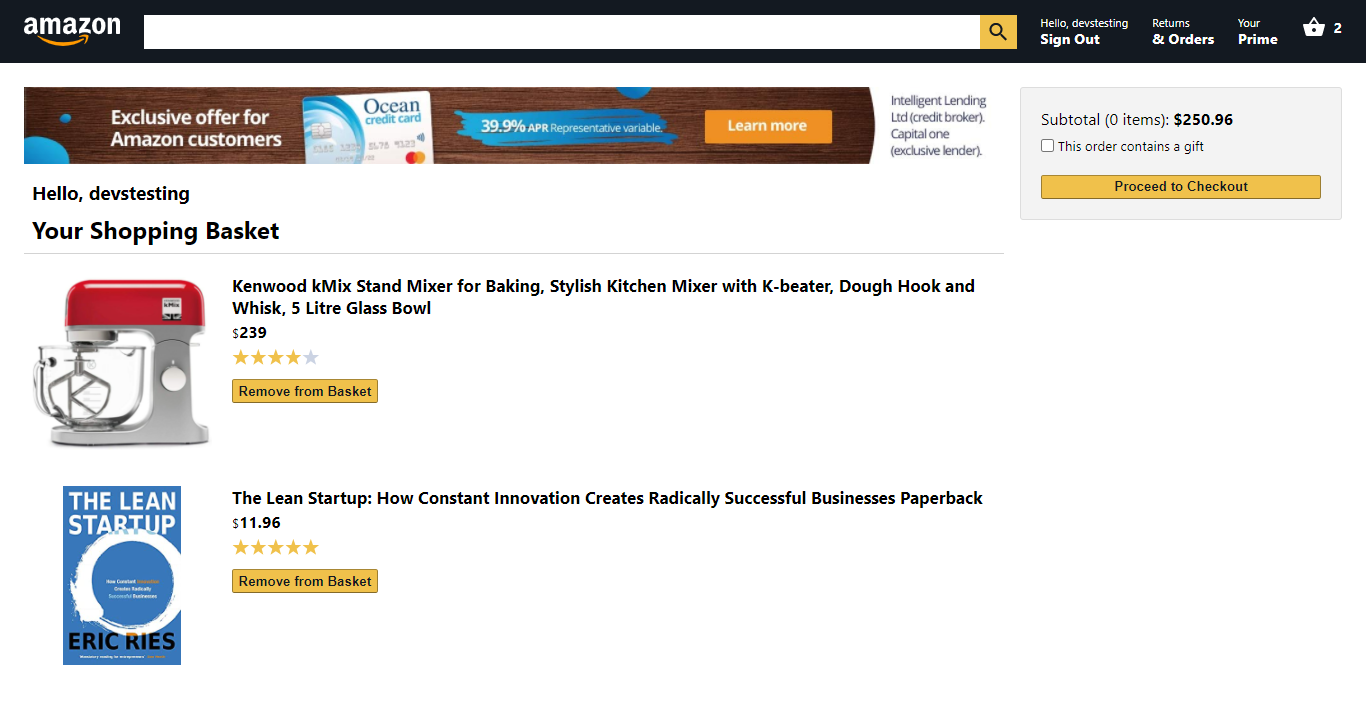 amazon
Hello, devstesting
Sign Out
Returns
& Orders
Your
Prime
2
Exclusive offer for
Amazon customers
Ocean
credit card
39.9% APR Representative variable.
Learn more
Intelligent Lending
Ltd (credit broker).
Capital one
(exclusive lender).
Subtotal (0 items): $250.96
This order contains a gift
Proceed to Checkout
Hello, devstesting
Your Shopping Basket
kMix
Kenwood kMix Stand Mixer for Baking, Stylish Kitchen Mixer with K-beater, Dough Hook and
Whisk, 5 Litre Glass Bowl
$239
Remove from Basket
THE LEAN
STARTUP
How Constant Innovation
Creates Radically
Successful Businesses
ERIC RIES
The Lean Startup: How Constant Innovation Creates Radically Successful Businesses Paperback
$11.96
Remove from Basket